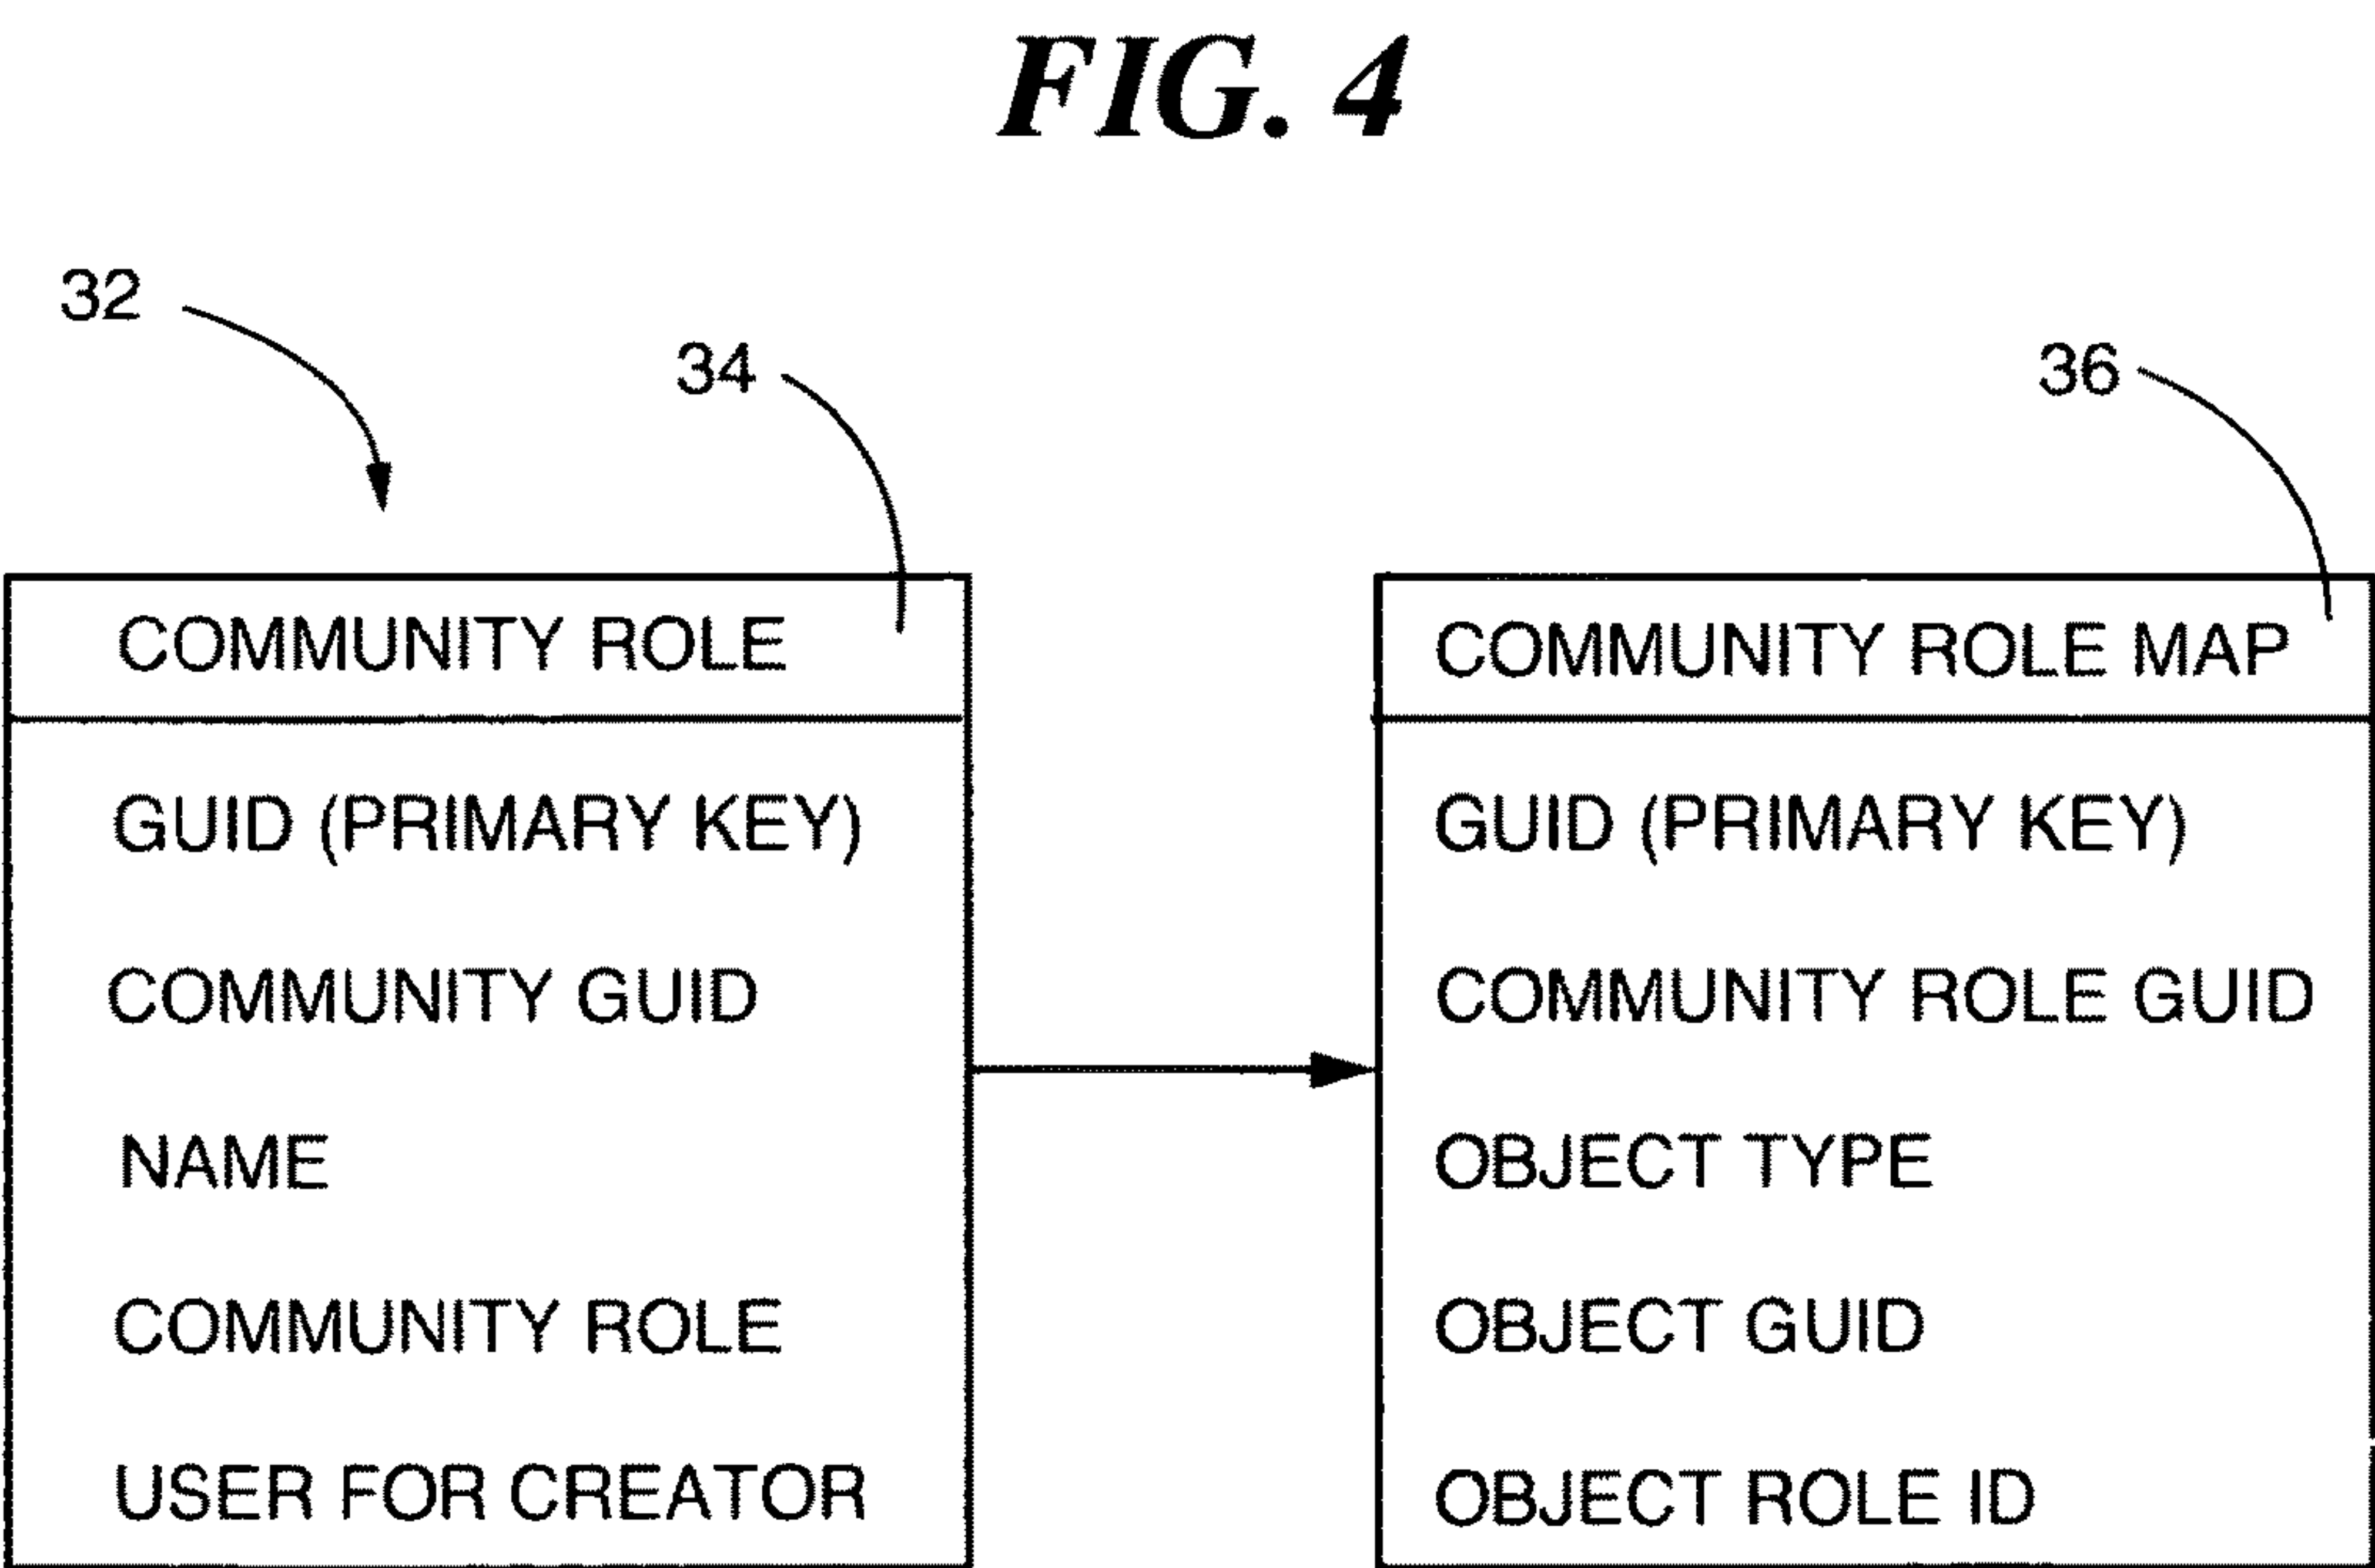 FIG. 4
32
34
36
COMMUNITY ROLE
GUID (PRIMARY KEY)
COMMUNITY GUID
NAME
COMMUNITY ROLE
USER FOR CREATOR
COMMUNITY ROLE MAP
GUID (PRIMARY KEY)
COMMUNITY ROLE GUID
OBJECT TYPE
OBJECT GUID
OBJECT ROLE ID